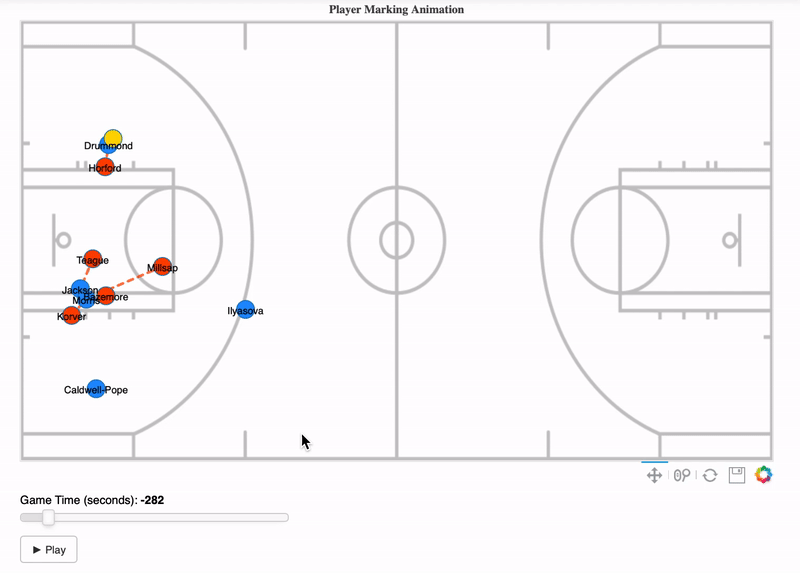 Player Marking Animation
Drummond
Horford
Teague
Millsap
Jackson
Bazemore
Morris
Ilyasova
Korver
Caldwell-Pope
Game Time (seconds): -282
► Play